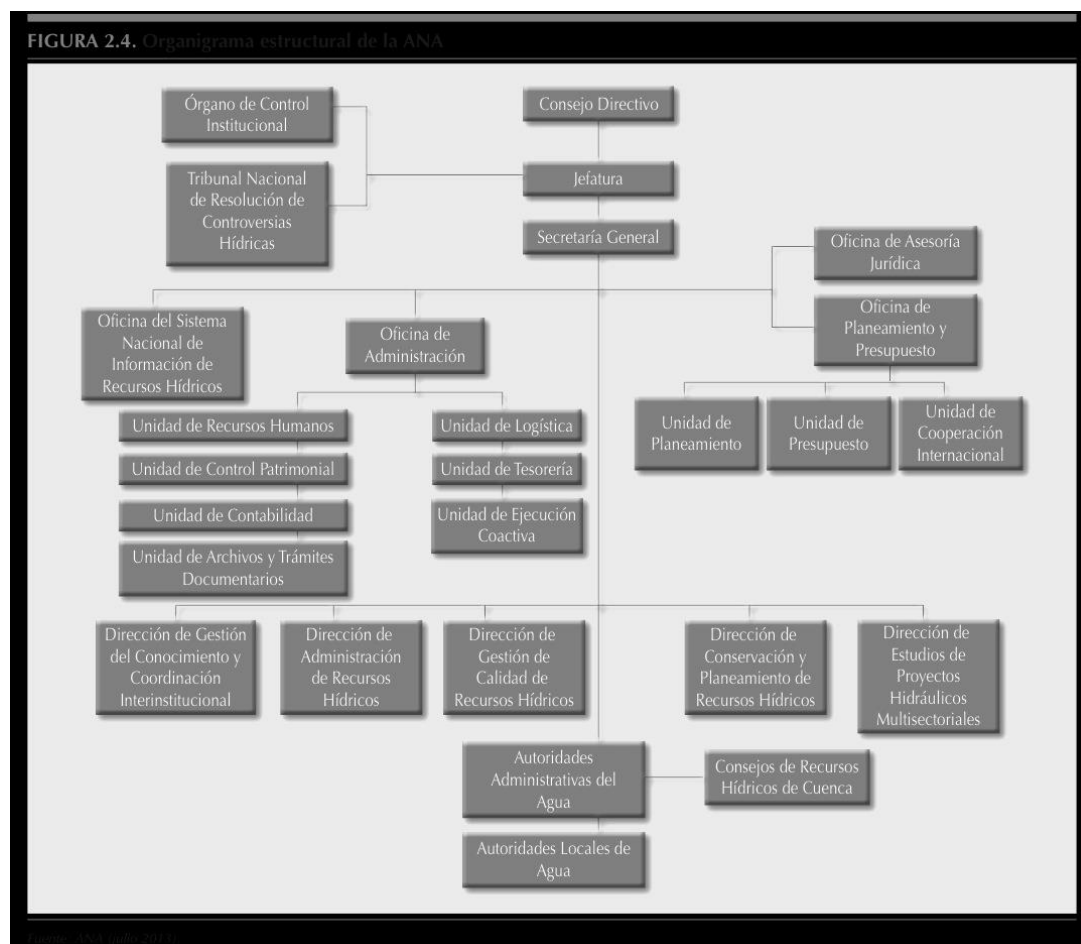 FIGURA 2.4. Organigrama estructural de la ANA
Órgano de Control
Institucional
Consejo Directivo
Tribunal Nacional
de Resolución de
Controversias
Hídricas
Jefatura
Secretaría General
Oficina de Asesoría
Jurídica
Oficina del Sistema
Nacional de
Información de
Recursos Hídricos
Oficina de
Administración
Oficina de
Planeamiento y
Presupuesto
Unidad de
Planeamiento
Unidad de
Presupuesto
Unidad de
Cooperación
Internacional
Unidad de Recursos Humanos
Unidad de Control Patrimonial
Unidad de Contabilidad
Unidad de Archivos y Trámites
Documentarios
Unidad de Logística
Unidad de Tesorería
Unidad de Ejecución
Coactiva
Dirección de Gestión
del Conocimiento y
Coordinación
Interinstitucional
Dirección de
Administración
de Recursos
Hídricos
Dirección de
Gestión de
Calidad de
Recursos Hídricos
Dirección de
Conservación y
Planeamiento de
Recursos Hídricos
Dirección de
Estudios de
Proyectos
Hidráulicos
Multisectoriales
Autoridades
Administrativas del
Agua
Consejos de Recursos
Hídricos de Cuenca
Autoridades Locales de
Agua
Fuente: ANA (julio 2013).